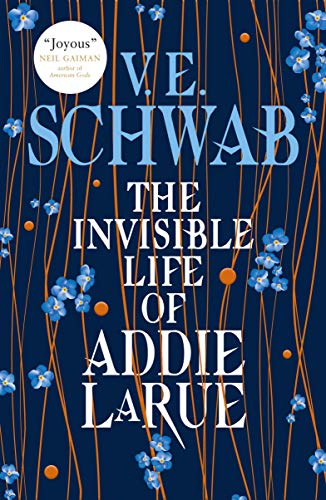 “Joyous”
NEIL GAIMAN
author of
American Gods
V. E.
SCHWAB
THE
INVISIBLE
LIFE
OF
ADDIE
LaRUE